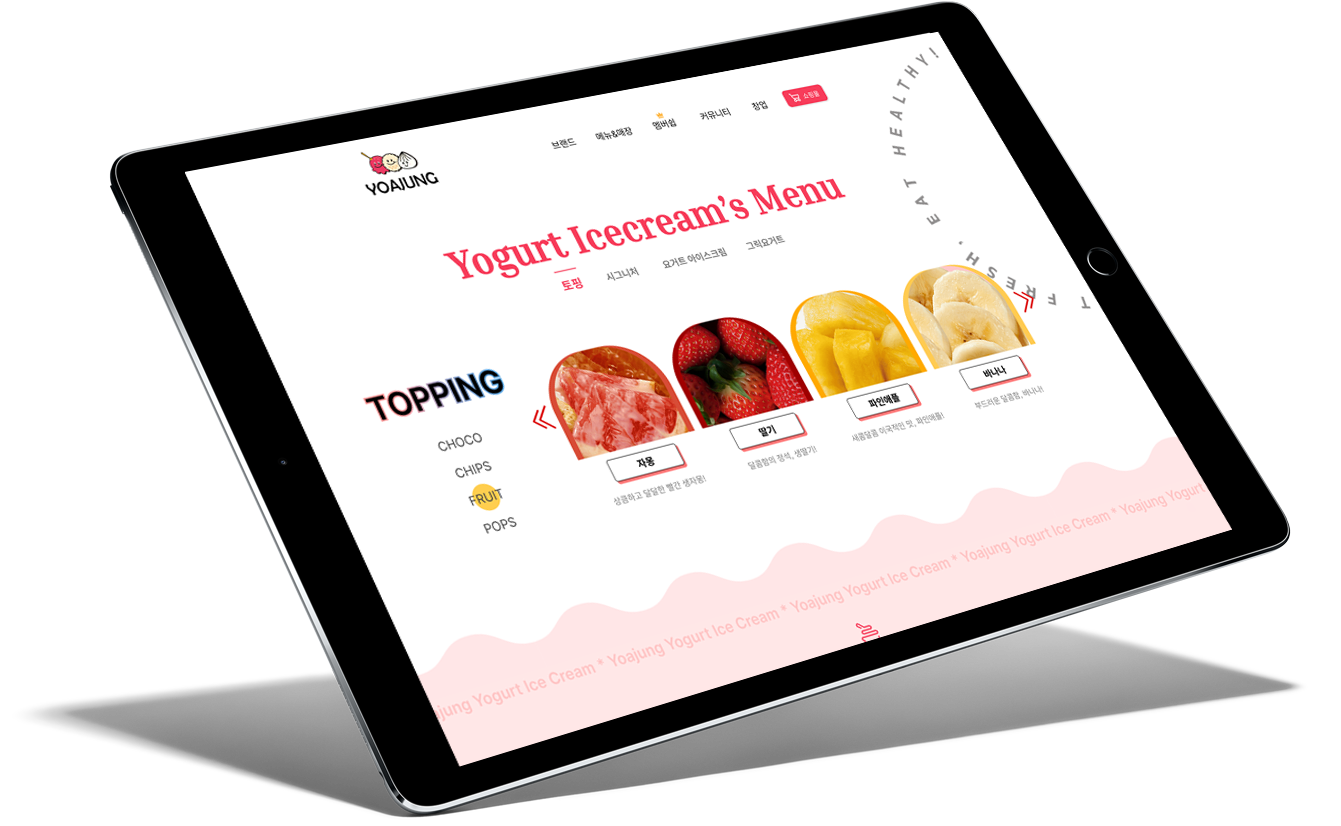 YOAJUNG
브랜드 메뉴&매장 멤버쉽 커뮤니티 창업 쇼핑몰
Yogurt Icecream's Menu
토핑 시그니처 요거트 아이스크림 그릭요거트
EAT HEALTHY!
T FRESH.
TOPPING
CHOCO
CHIPS
FRUIT
POPS
자몽
상큼하고 달달한 빨간 생자몽!
딸기
달콤함의 정석, 생딸기!
파인애플
새콤달콤 이국적인 맛, 파인애플!
바나나
부드러운 달콤함, 바나나!
ajung Yogurt Ice Cream * Yoajung Yogurt Ice Cream * Yoajung Yogurt Ice Cream * Yoajung Yogurt Ice Cream * Yoajung Yogurt